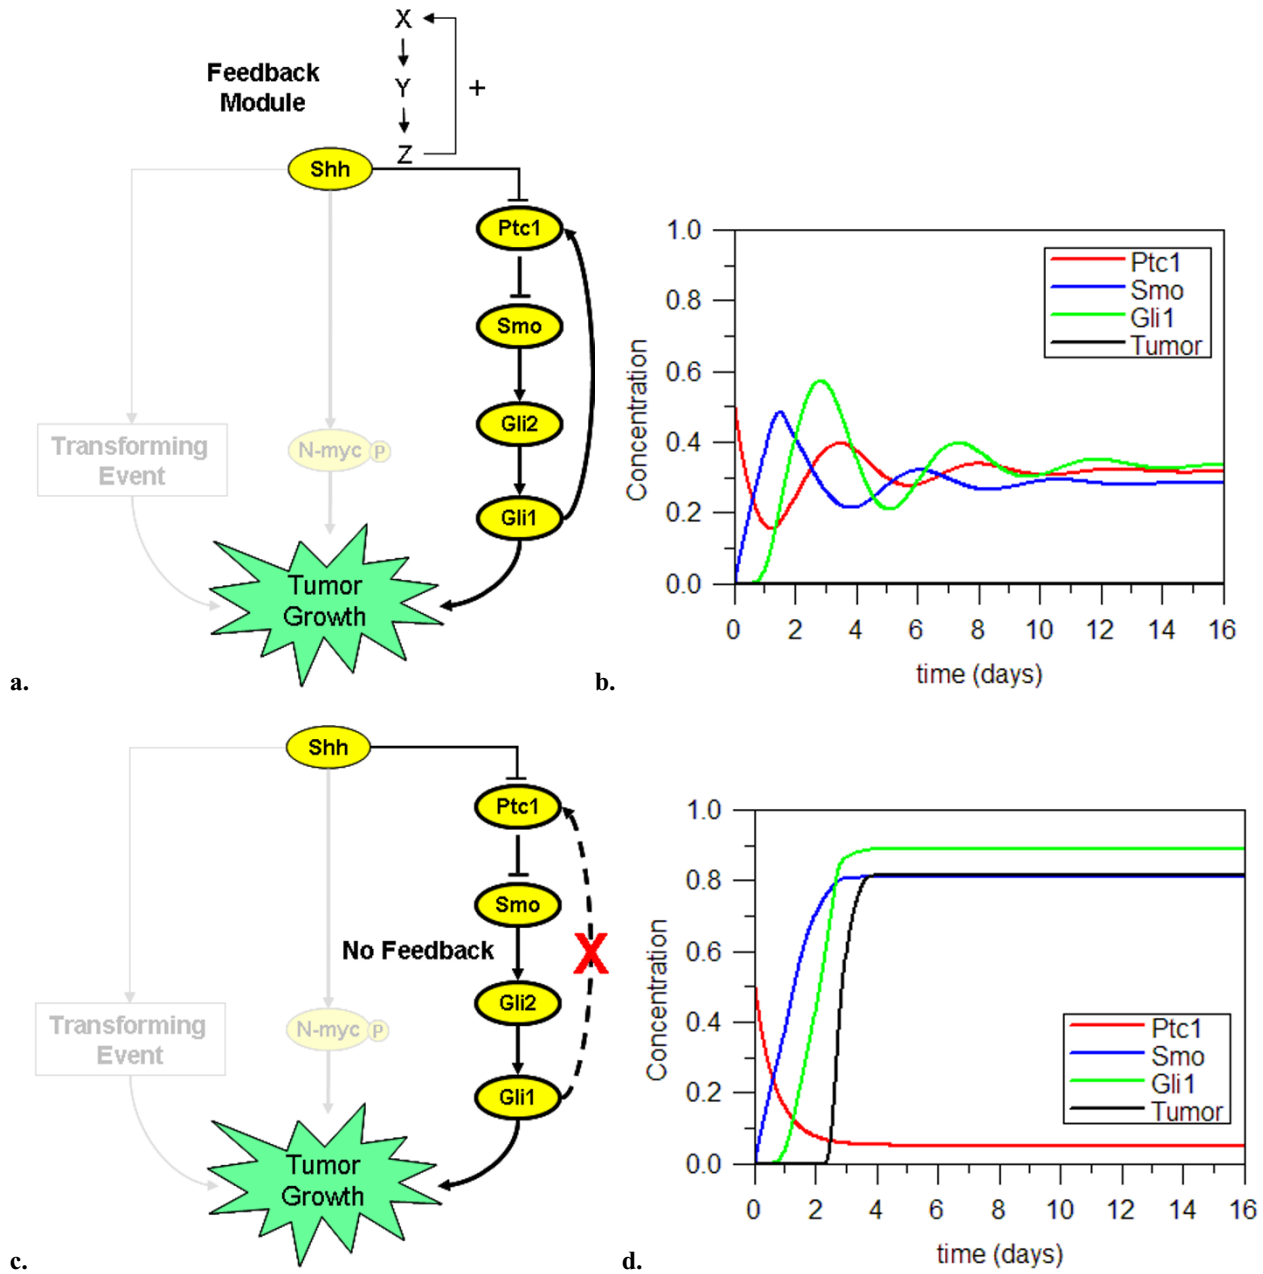 X
Feedback
Module
Y
+
Z
Shh
Ptc1
Smo
Gli2
Transforming
Event
N-myc P
Gli1
Tumor
Growth
a.
1.0
0.8
0.6
0.4
0.2
0.0
Concentration
Ptc1
Smo
Gli1
Tumor
0 2 4 6 8 10 12 14 16
time (days)
b.
Shh
Ptc1
Smo
No Feedback
X
Gli2
Transforming
Event
N-myc P
Gli1
Tumor
Growth
c.
1.0
0.8
0.6
0.4
0.2
0.0
Concentration
Ptc1
Smo
Gli1
Tumor
0 2 4 6 8 10 12 14 16
time (days)
d.